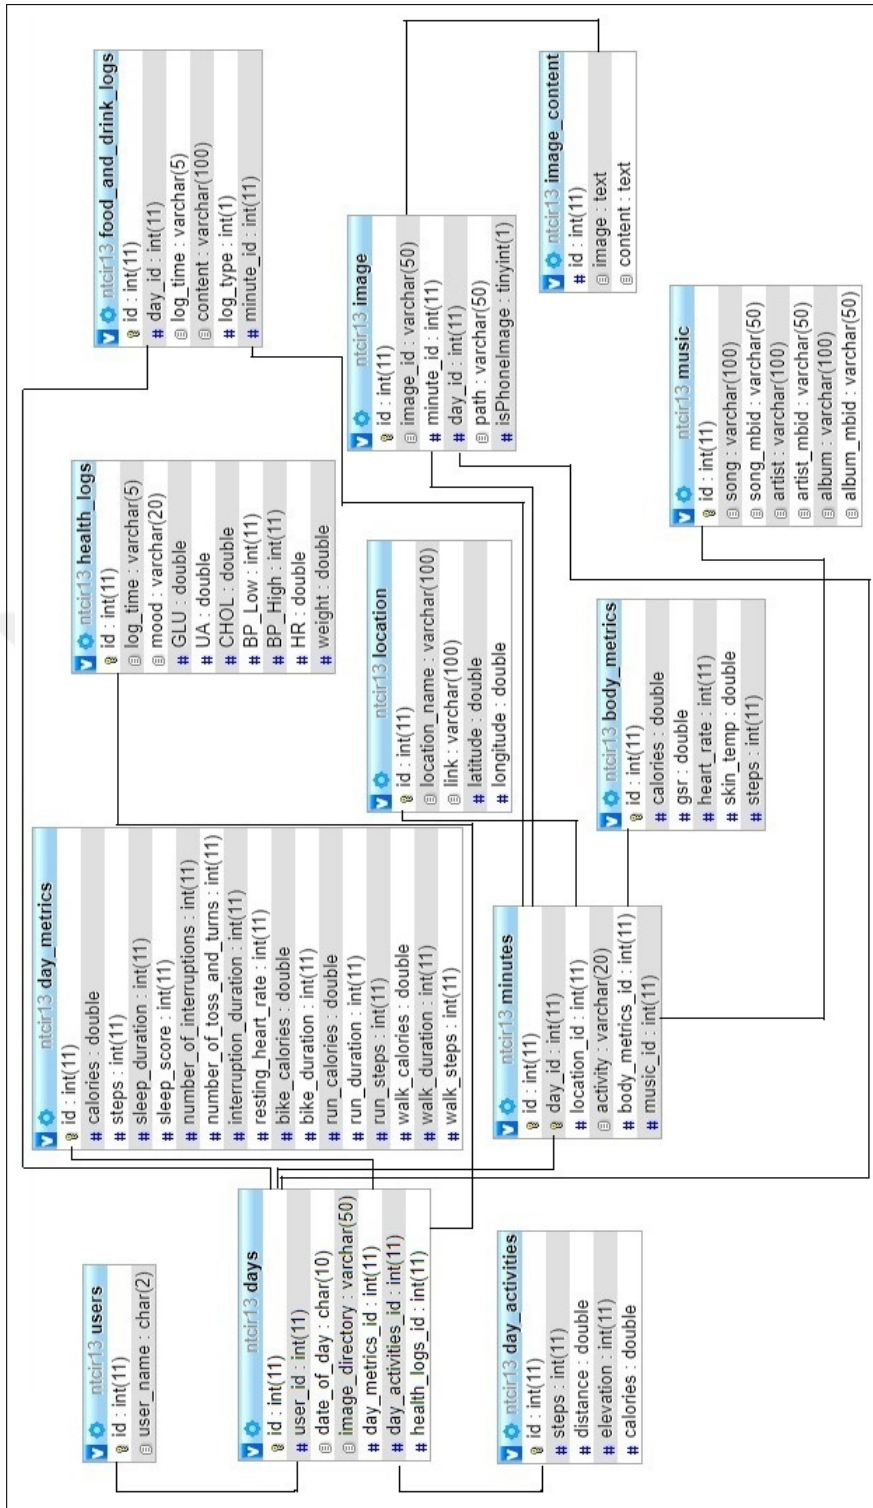 ntcir13 users
id : int(11)
user_name : char(2)
ntcir13 days
id : int(11)
user_id : int(11)
date_of_day : char(10)
image_directory : varchar(50)
day_metrics_id : int(11)
day_activities_id : int(11)
health_logs_id : int(11)
ntcir13 day_activities
id : int(11)
steps : int(11)
distance : double
elevation : int(11)
calories : double
ntcir13 day_metrics
id : int(11)
calories : double
steps : int(11)
sleep_duration : int(11)
sleep_score : int(11)
number_of_interruptions : int(11)
number_of_toss_and_turns : int(11)
interruption_duration : int(11)
resting_heart_rate : int(11)
bike_calories : double
bike_duration : int(11)
run_calories : double
run_duration : int(11)
run_steps : int(11)
walk_calories : double
walk_duration : int(11)
walk_steps : int(11)
ntcir13 minutes
id : int(11)
day_id : int(11)
location_id : int(11)
activity : varchar(20)
body_metrics_id : int(11)
music_id : int(11)
ntcir13 health_logs
id : int(11)
log_time : varchar(5)
mood : varchar(20)
GLU : double
UA : double
CHOL : double
BP_Low : int(11)
BP_High : int(11)
HR : double
weight : double
ntcir13 location
id : int(11)
location_name : varchar(100)
link : varchar(100)
latitude : double
longitude : double
ntcir13 body_metrics
id : int(11)
calories : double
gsr : double
heart_rate : int(11)
skin_temp : double
steps : int(11)
ntcir13 food_and_drink_logs
id : int(11)
day_id : int(11)
log_time : varchar(5)
content : varchar(100)
log_type : int(1)
minute_id : int(11)
ntcir13 image
id : int(11)
image_id : varchar(50)
minute_id : int(11)
day_id : int(11)
path : varchar(50)
isPhoneImage : tinyint(1)
ntcir13 image_content
id : int(11)
image : text
content : text
ntcir13 music
id : int(11)
song : varchar(100)
song_mbid : varchar(50)
artist : varchar(100)
artist_mbid : varchar(50)
album : varchar(100)
album_mbid : varchar(50)